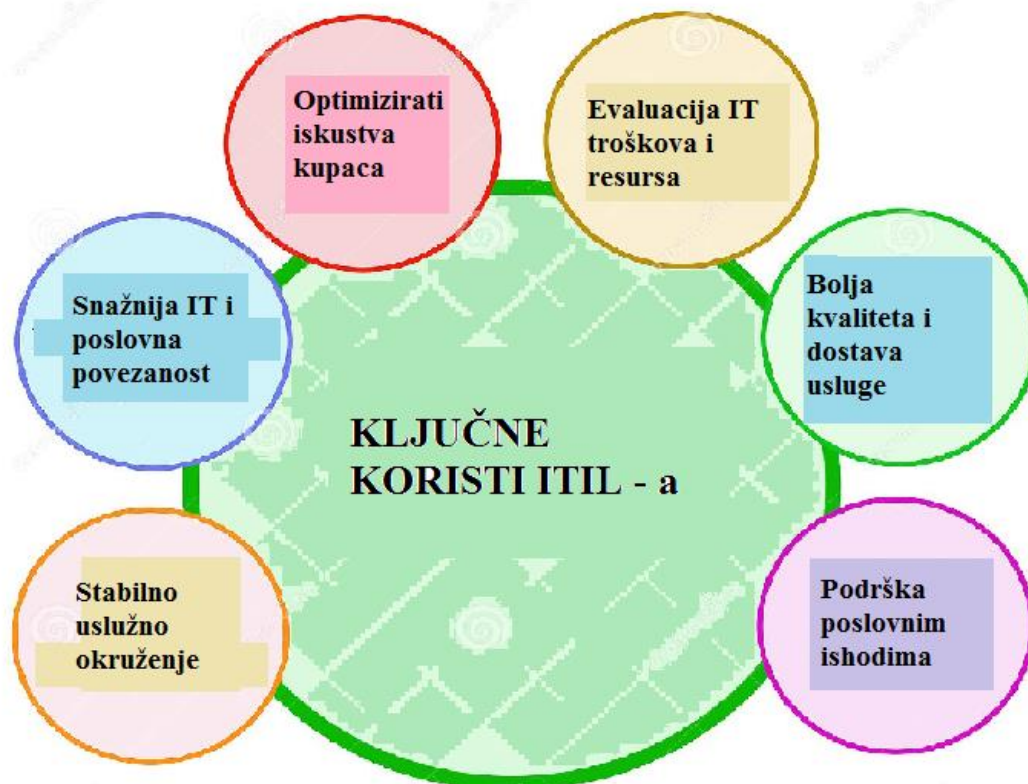 Optimizirati
iskustva
kupaca
Evaluacija IT
troškova i
resursa
Snažnija IT i
poslovna
povezanost
Bolja
kvaliteta i
dostava
usluge
KLJUČNE
KORISTI ITIL - a
Stabilno
uslužno
okruženje
Podrška
poslovnim
ishodima